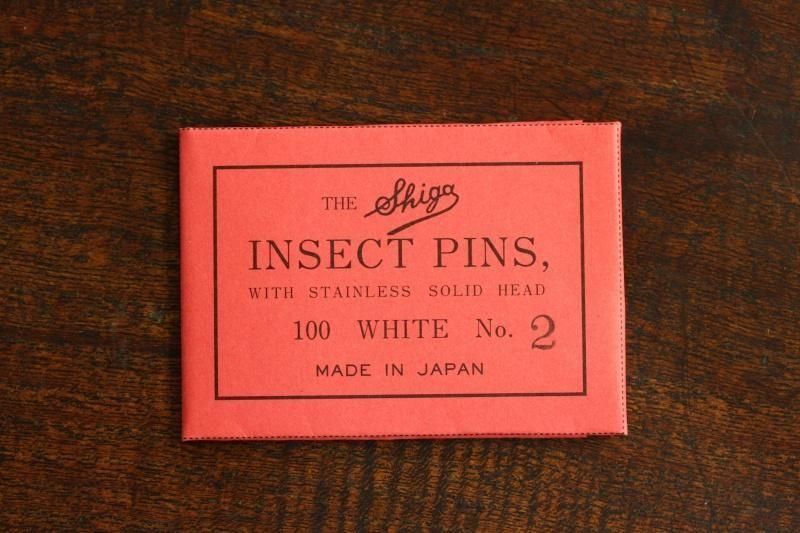 THE Shiga
INSECT PINS,
WITH STAINLESS SOLID HEAD
100 WHITE No. 2
MADE IN JAPAN